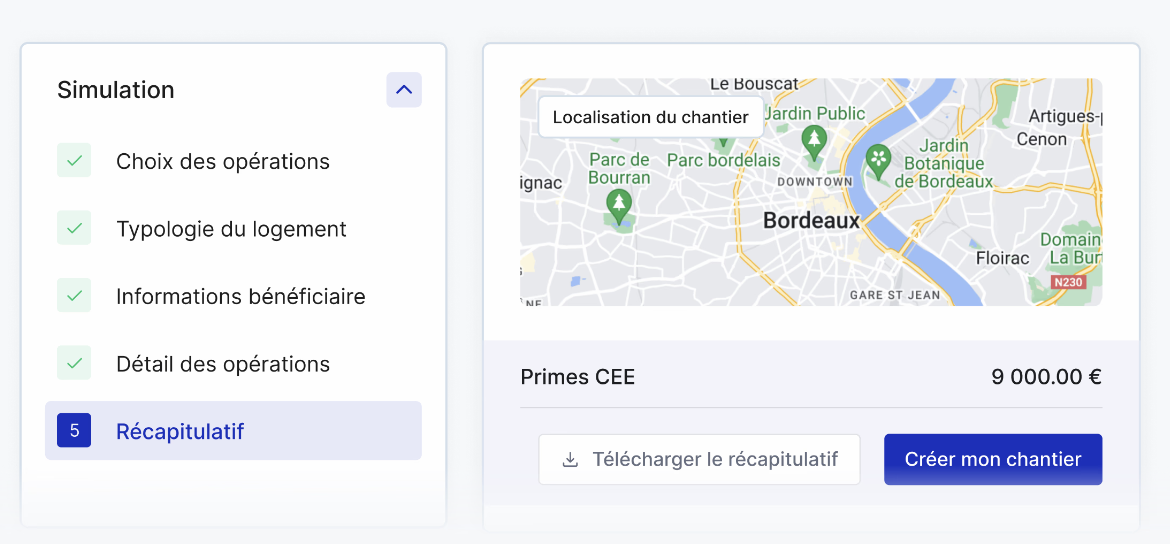 Simulation
Choix des opérations
Typologie du logement
Informations bénéficiaire
Détail des opérations
5
Récapitulatif
Le Bouscat
Localisation du chantier
Jardin Public
Artigues-p
Cenon
Parc de
Bourran
Parc bordelais
Jardin
Botanique
de Bordeaux
ignac
DOWNTOWN
Bordeaux
Domain
La Bur
Floirac
N230
GARE ST JEAN
NE
Primes CEE
9 000.00 €
Télécharger le récapitulatif
Créer mon chantier